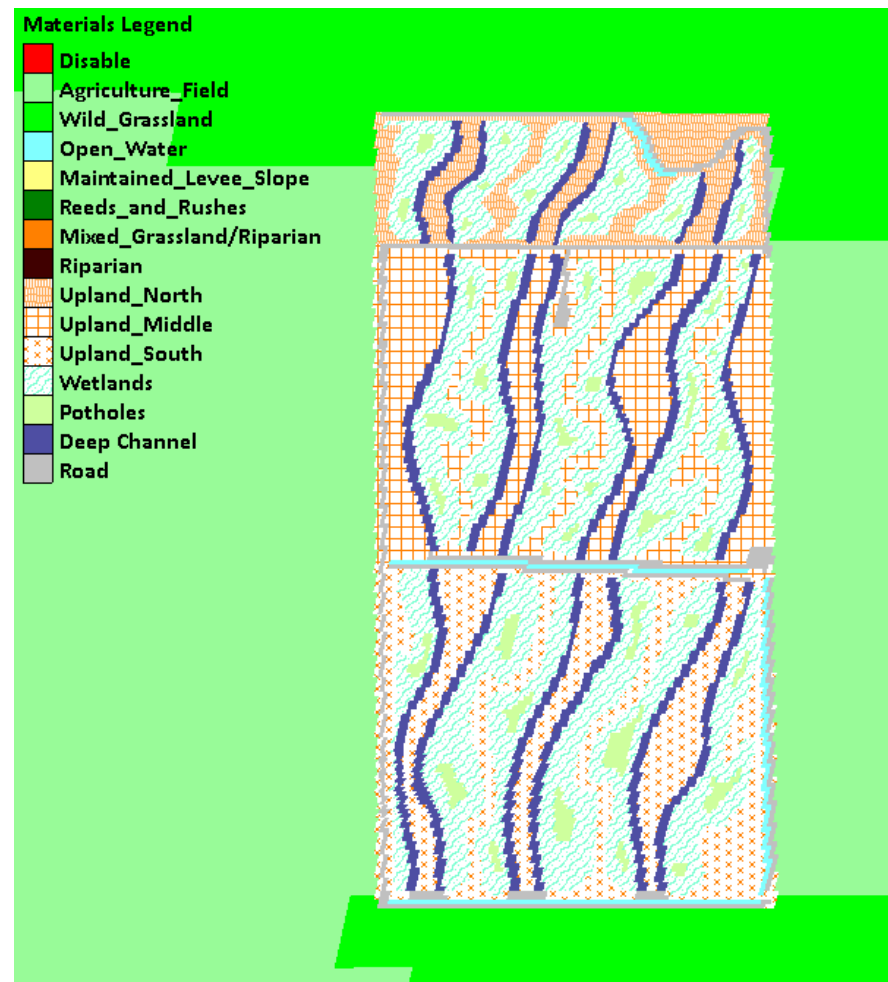 Materials Legend
Disable
Agriculture_Field
Wild_Grassland
Open_Water
Maintained_Levee_Slope
Reeds_and_Rushes
Mixed_Grassland/Riparian
Riparian
Upland_North
Upland_Middle
Upland_South
Wetlands
Potholes
Deep Channel
Road